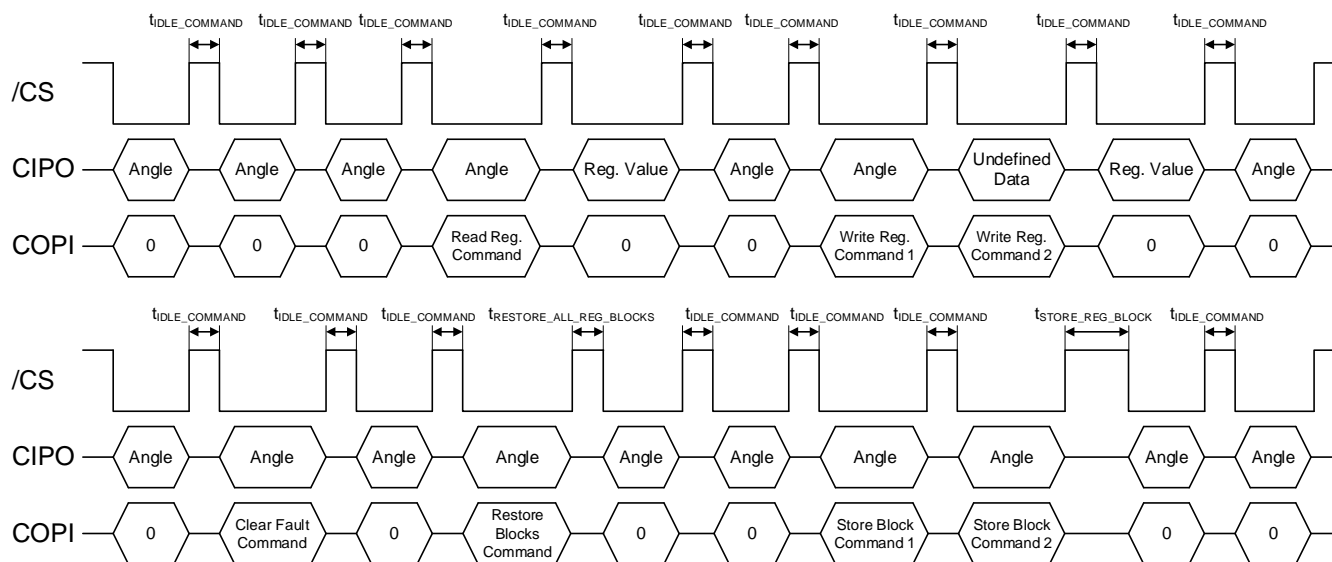 tIDLE_COMMAND tIDLE_COMMAND tIDLE_COMMAND tIDLE_COMMAND tIDLE_COMMAND tIDLE_COMMAND tIDLE_COMMAND tIDLE_COMMAND tIDLE_COMMAND
/CS
CIPO Angle Angle Angle Angle Reg. Value Angle Angle Undefined Data Reg. Value Angle
COPI 0 0 0 Read Reg. Command 0 0 Write Reg. Command 1 Write Reg. Command 2 0 0
tIDLE_COMMAND tIDLE_COMMAND tIDLE_COMMAND tRESTORE_ALL_REG_BLOCKS tIDLE_COMMAND tIDLE_COMMAND tIDLE_COMMAND tSTORE_REG_BLOCK tIDLE_COMMAND
/CS
CIPO Angle Angle Angle Angle Angle Angle Angle Angle Angle Angle
COPI 0 Clear Fault Command 0 Restore Blocks Command 0 0 Store Block Command 1 Store Block Command 2 0 0